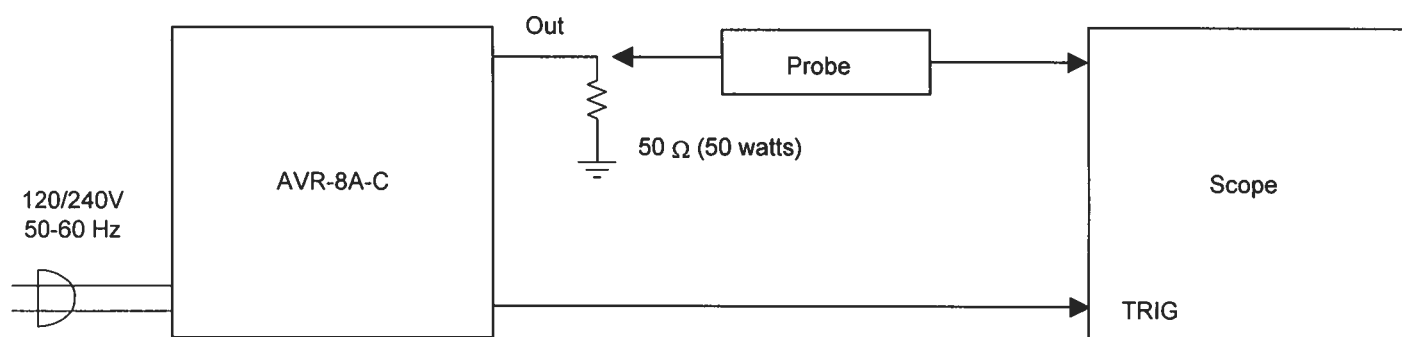 Out
Probe
50 Ω (50 watts)
AVR-8A-C
Scope
120/240V
50-60 Hz
TRIG